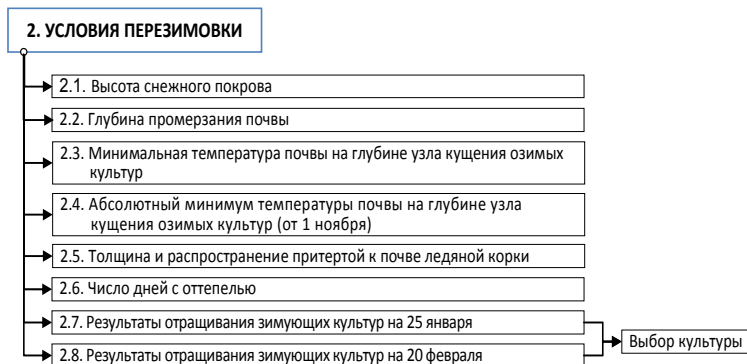 2. УСЛОВИЯ ПЕРЕЗИМОВКИ
2.1. Высота снежного покрова
2.2. Глубина промерзания почвы
2.3. Минимальная температура почвы на глубине узла кущения озимых
культур
2.4. Абсолютный минимум температуры почвы на глубине узла
кущения озимых культур (от 1 ноября)
2.5. Толщина и распространение притертой к почве ледяной корки
2.6. Число дней с оттепелью
2.7. Результаты отращивания зимующих культур на 25 января
2.8. Результаты отращивания зимующих культур на 20 февраля
Выбор культуры